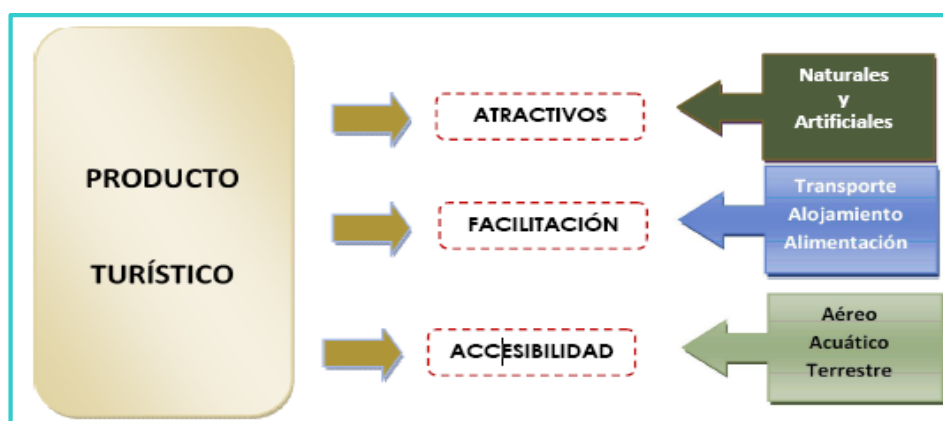 PRODUCTO
TURÍSTICO
ATRACTIVOS
Naturales
y
Artificiales
FACILITACIÓN
Transporte
Alojamiento
Alimentación
ACCESIBILIDAD
Aéreo
Acuático
Terrestre